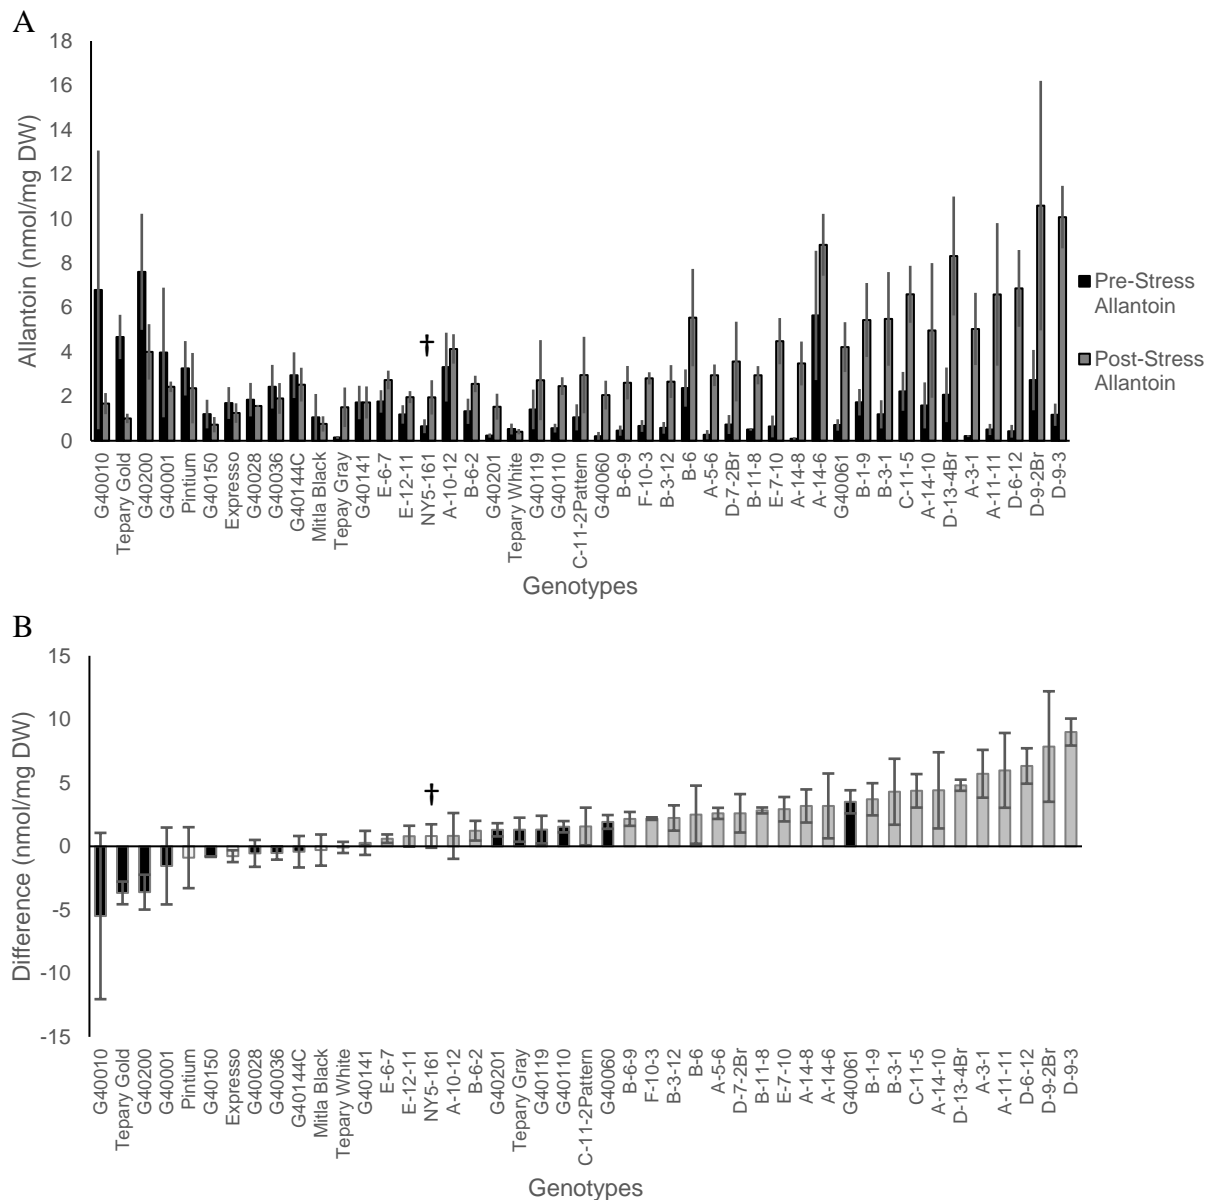 A
18
16
14
12
10
8
6
4
2
0
Allantoin (nmol/mg DW)
†
Pre-Stress
Allantoin
Post-Stress
Allantoin
G40010
Tepary Gold
G40200
G40001
Pintium
G40150
Expresso
G40028
G40036
G40144C
Mitla Black
Tepay Gray
G40141
E-6-7
E-12-11
NY5-161
A-10-12
B-6-2
G40201
Tepary White
G40119
G40110
C-11-2Pattern
G40060
B-6-9
F-10-3
B-3-12
B-6
A-5-6
D-7-2Br
B-11-8
E-7-10
A-14-8
A-14-6
G40061
B-1-9
B-3-1
C-11-5
A-14-10
D-13-4Br
A-3-1
A-11-11
D-6-12
D-9-2Br
D-9-3
Genotypes
B
15
10
5
0
-5
-10
-15
Difference (nmol/mg DW)
†
G40010
Tepary Gold
G40200
G40001
Pintium
G40150
Expresso
G40028
G40036
G40144C
Mitla Black
Tepary White
G40141
E-6-7
E-12-11
NY5-161
A-10-12
B-6-2
G40201
Tepary Gray
G40119
G40110
C-11-2Pattern
G40060
B-6-9
F-10-3
B-3-12
B-6
A-5-6
D-7-2Br
B-11-8
E-7-10
A-14-8
A-14-6
G40061
B-1-9
B-3-1
C-11-5
A-14-10
D-13-4Br
A-3-1
A-11-11
D-6-12
D-9-2Br
D-9-3
Genotypes